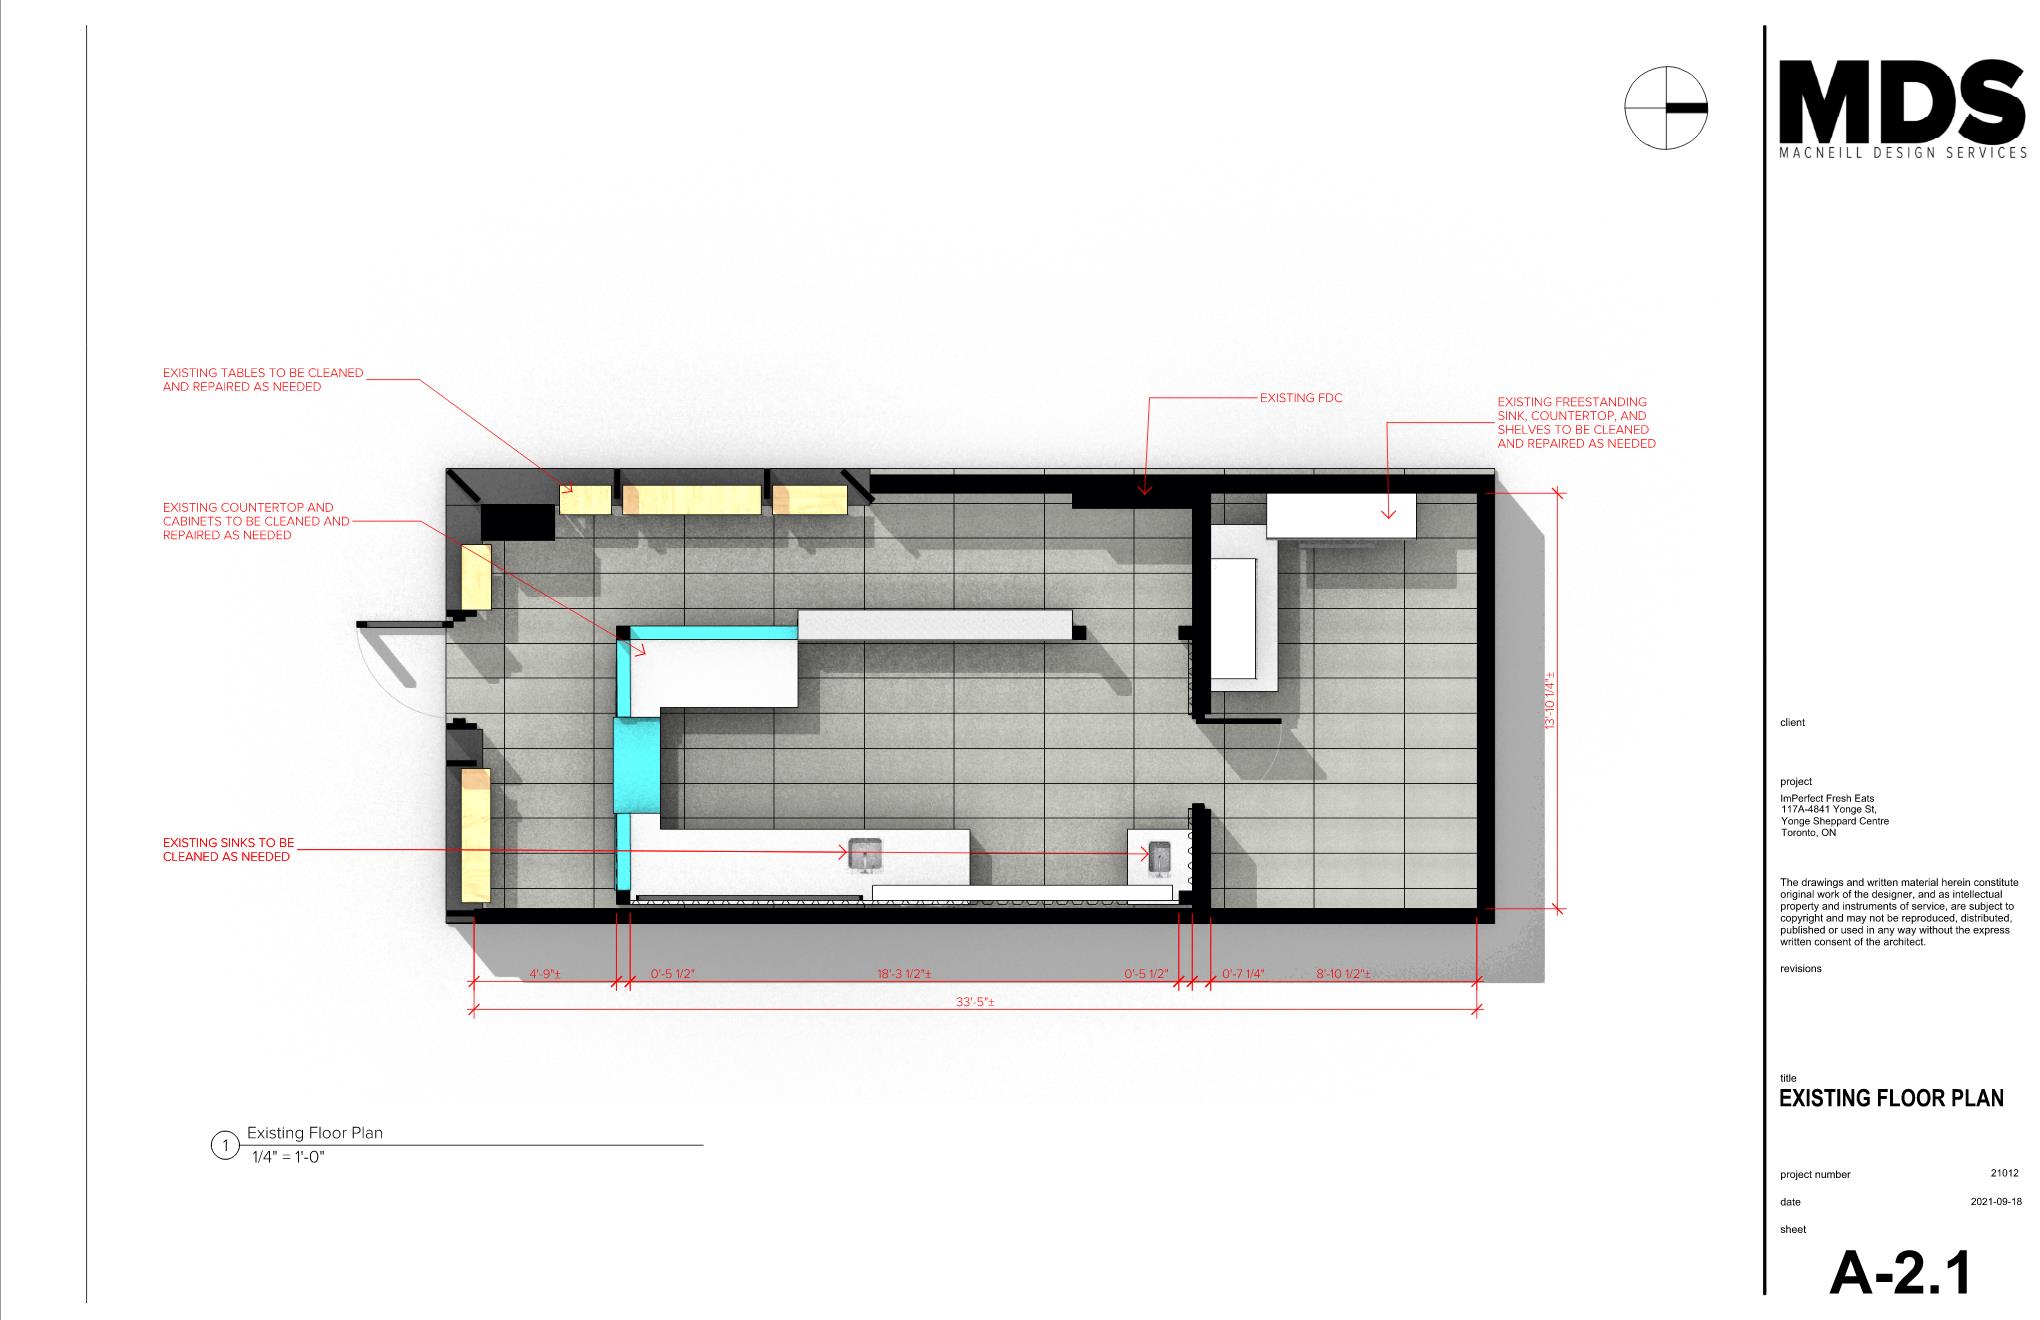 MDS
MACNEILL DESIGN SERVICES
EXISTING TABLES TO BE CLEANED
AND REPAIRED AS NEEDED
EXISTING FDC
EXISTING FREESTANDING
SINK, COUNTERTOP, AND
SHELVES TO BE CLEANED
AND REPAIRED AS NEEDED
EXISTING COUNTERTOP AND
CABINETS TO BE CLEANED AND
REPAIRED AS NEEDED
13'-10 1/4"±
EXISTING SINKS TO BE
CLEANED AS NEEDED
4'-9"±
0'-5 1/2"
18'-3 1/2"±
0'-5 1/2"
0'-7 1/4"
8'-10 1/2"±
33'-5"±
1
Existing Floor Plan
1/4" = 1'-0"
client
project
ImPerfect Fresh Eats
117A-4841 Yonge St,
Yonge Sheppard Centre
Toronto, ON
The drawings and written material herein constitute
original work of the designer, and as intellectual
property and instruments of service, are subject to
copyright and may not be reproduced, distributed,
published or used in any way without the express
written consent of the architect.
revisions
title
EXISTING FLOOR PLAN
project number 21012
date 2021-09-18
sheet
A-2.1